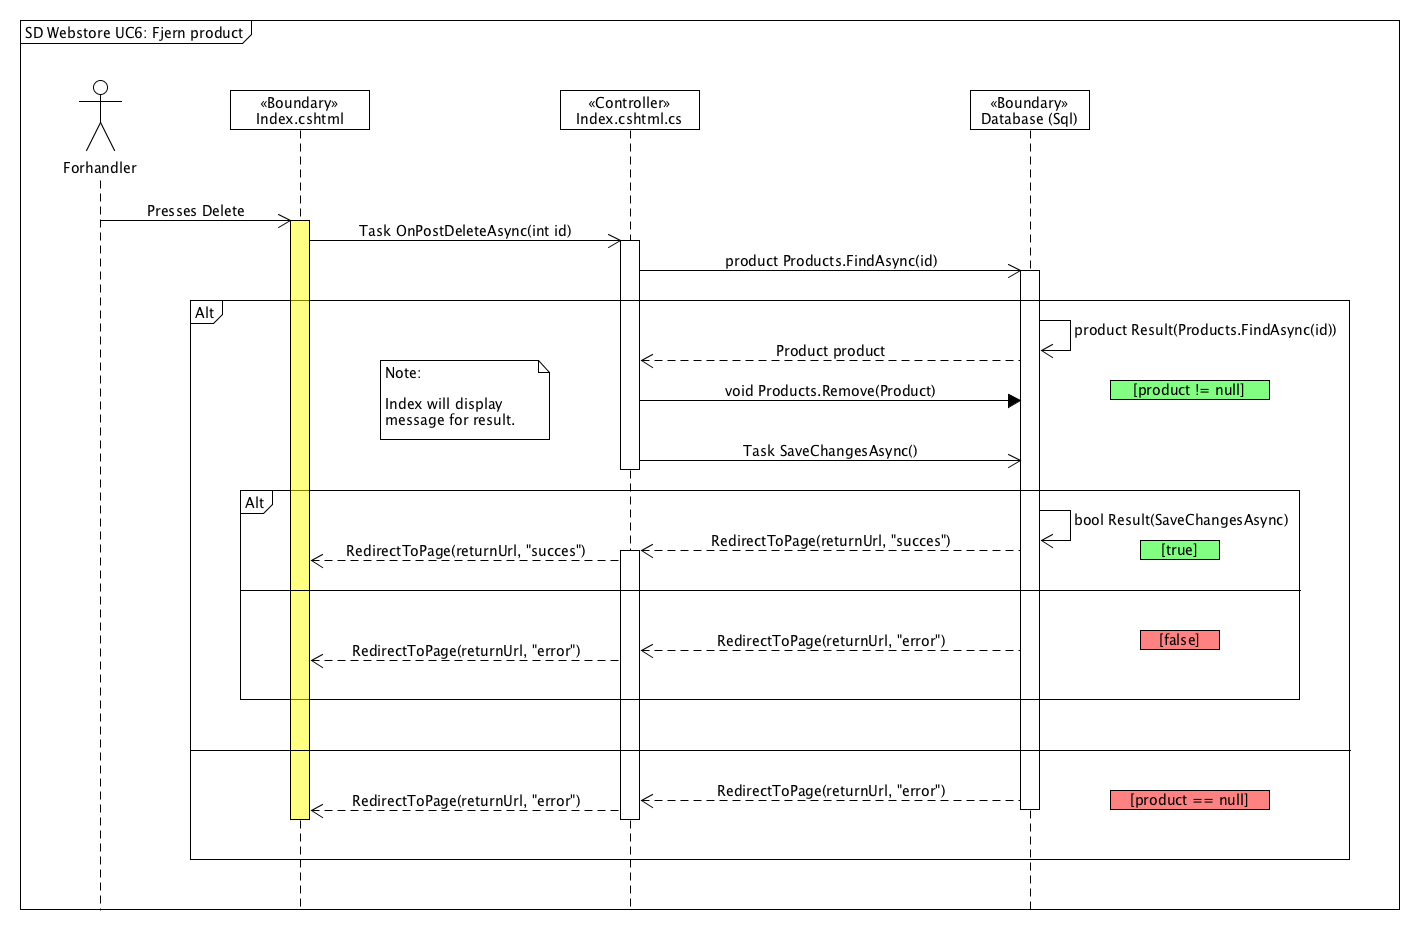 SD Webstore UC6: Fjern product
«Boundary»
Index.cshtml
«Controller»
Index.cshtml.cs
«Boundary»
Database (Sql)
Forhandler
Presses Delete
Task OnPostDeleteAsync(int id)
product Products.FindAsync(id)
Alt
product Result(Products.FindAsync(id))
Product product
Note:
Index will display
message for result.
void Products.Remove(Product)
[product != null]
Task SaveChangesAsync()
Alt
bool Result(SaveChangesAsync)
RedirectToPage(returnUrl, "succes")
RedirectToPage(returnUrl, "succes")
[true]
RedirectToPage(returnUrl, "error")
RedirectToPage(returnUrl, "error")
[false]
RedirectToPage(returnUrl, "error")
RedirectToPage(returnUrl, "error")
[product == null]